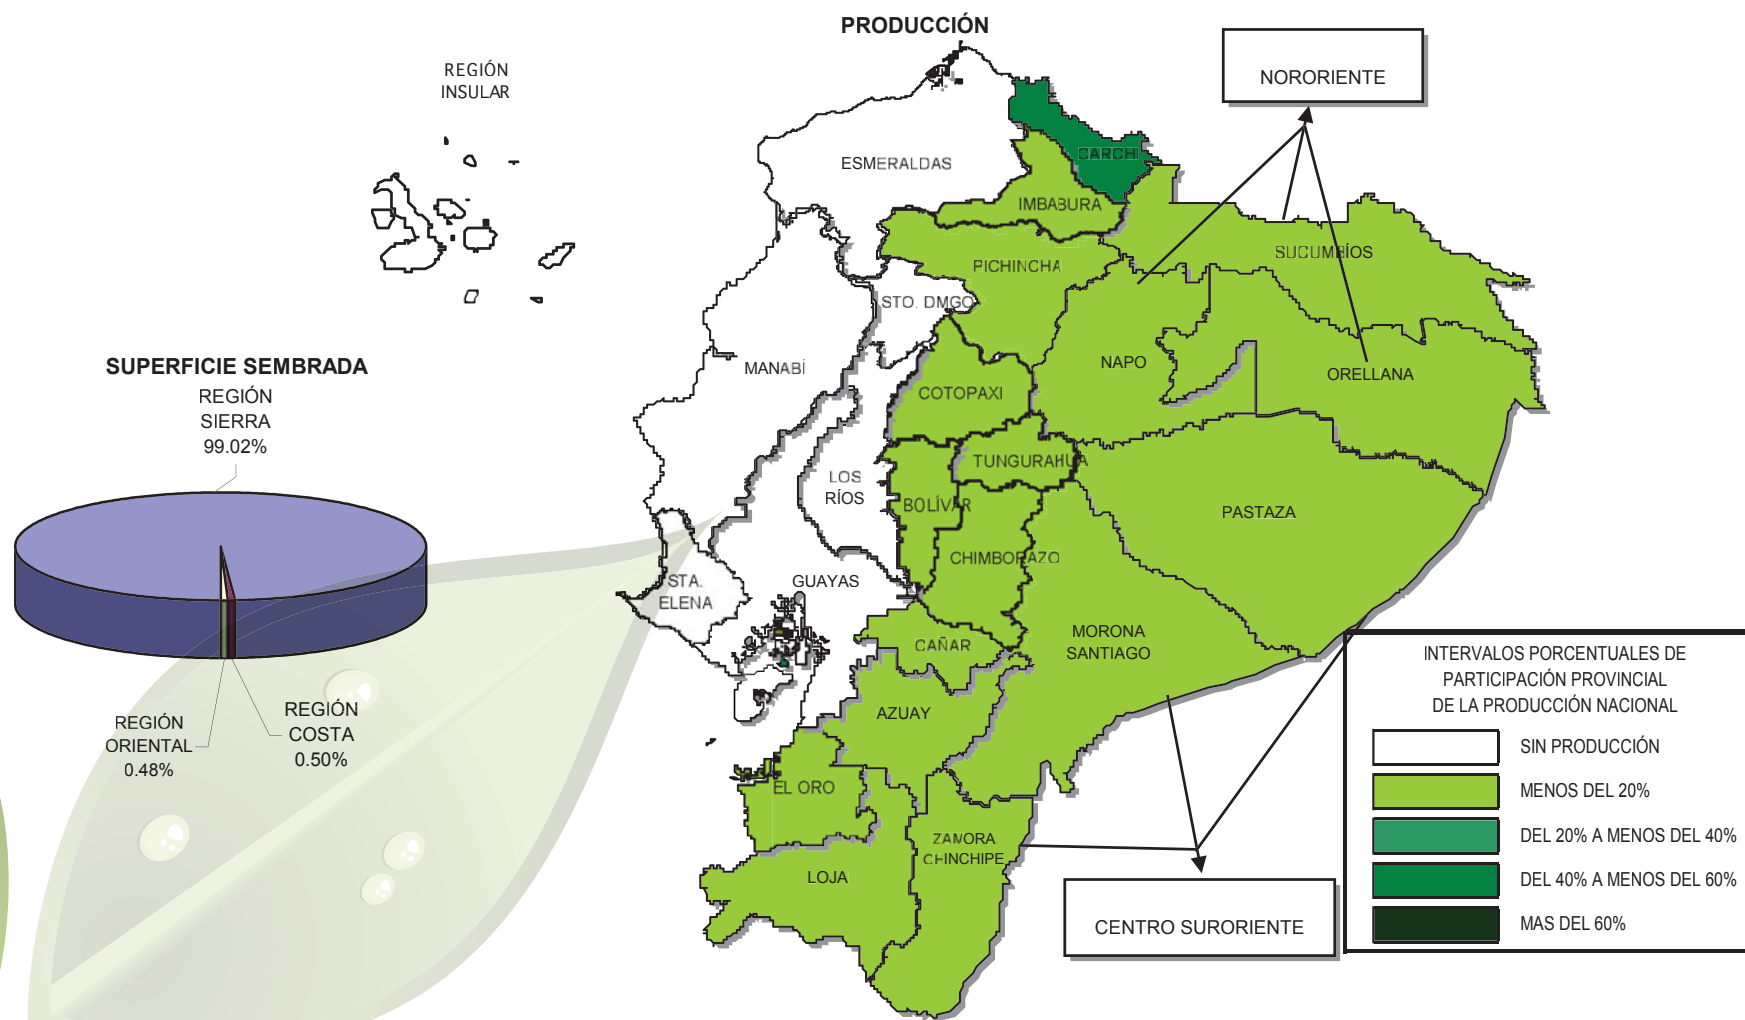 PRODUCCIÓN
REGIÓN
INSULAR
NORORIENTE
ESMERALDAS
CARCHI
IMBABURA
SUCUMBÍOS
PICHINCHA
STO. DMGO
MANABÍ
NAPO
ORELLANA
COTOPAXI
TUNGURAHUA
LOS
RÍOS
BOLÍVAR
PASTAZA
CHIMBORAZO
STA.
ELENA
GUAYAS
MORONA
SANTIAGO
CAÑAR
AZUAY
EL ORO
ZAMORA
CHINCHIPE
LOJA
CENTRO SURORIENTE
SUPERFICIE SEMBRADA
REGIÓN
SIERRA
99.02%
REGIÓN
ORIENTAL
0.48%
REGIÓN
COSTA
0.50%
INTERVALOS PORCENTUALES DE
PARTICIPACIÓN PROVINCIAL
DE LA PRODUCCIÓN NACIONAL
SIN PRODUCCIÓN
MENOS DEL 20%
DEL 20% A MENOS DEL 40%
DEL 40% A MENOS DEL 60%
MAS DEL 60%